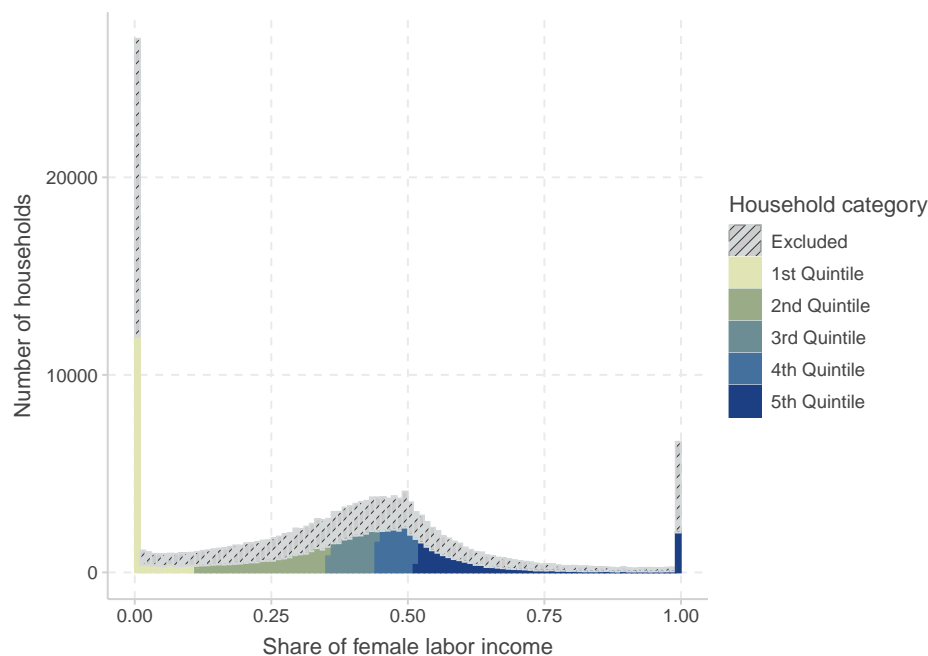 Number of households
20000
10000
0
0.00 0.25 0.50 0.75 1.00
Share of female labor income
Household category
Excluded
1st Quintile
2nd Quintile
3rd Quintile
4th Quintile
5th Quintile